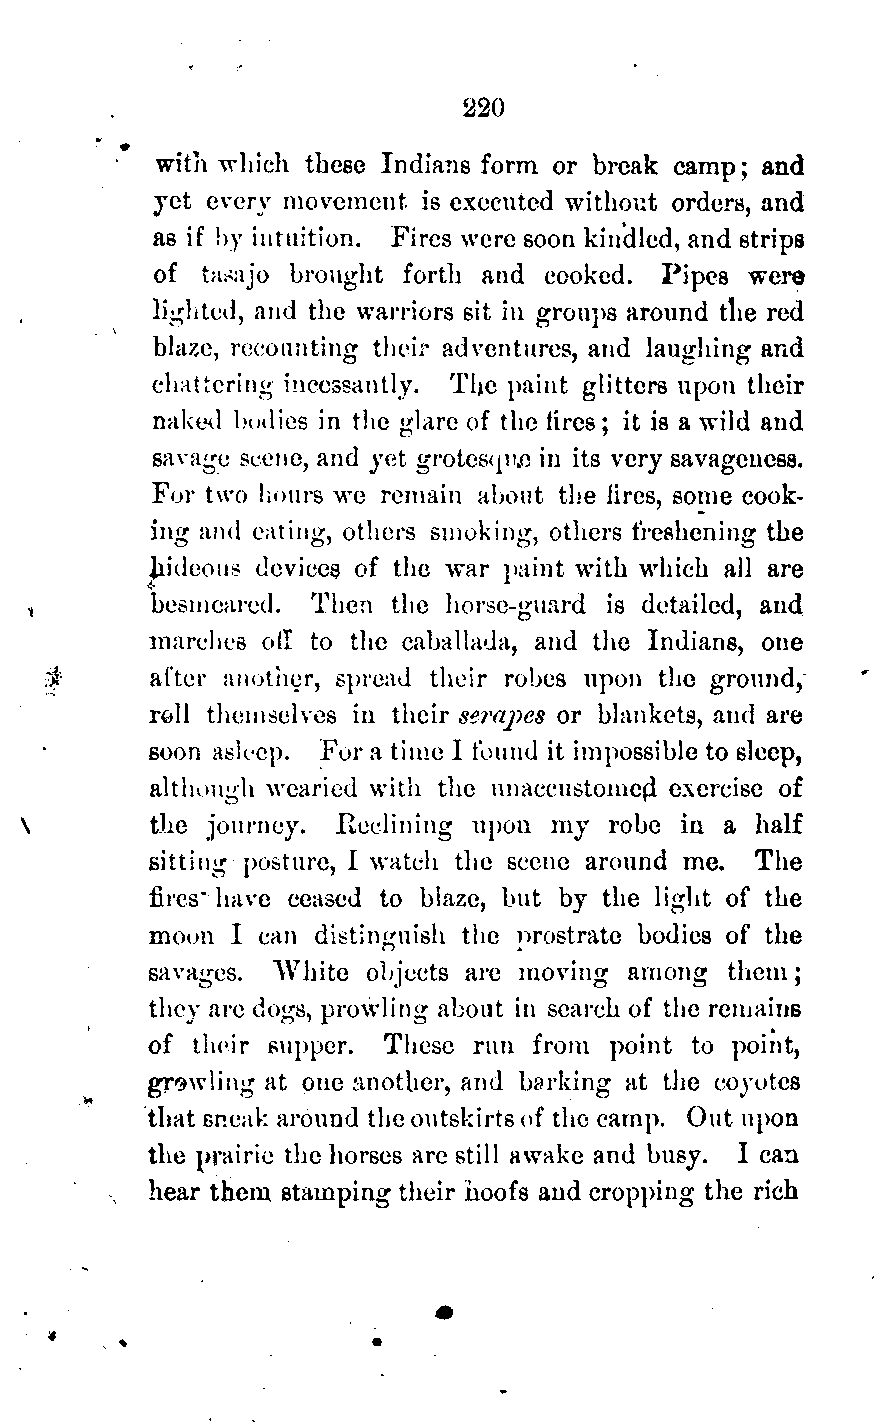 220
with which these Indians form or break camp; and
yet every movement is executed without orders, and
as if by intuition. Fires were soon kindled, and strips
of tasajo brought forth and cooked. Pipes were
lighted, and the warriors sit in groups around the red
blaze, recounting their adventures, and laughing and
chattering incessantly. The paint glitters upon their
naked bodies in the glare of the fires; it is a wild and
savage scene, and yet grotesque in its very savageness.
For two hours we remain about the fires, some cook-
ing and eating, others smoking, others freshening the
hideous devices of the war paint with which all are
besmeared. Then the horse-guard is detailed, and
marches off to the caballada, and the Indians, one
after another, spread their robes upon the ground,
roll themselves in their serapes or blankets, and are
soon asleep. For a time I found it impossible to sleep,
although wearied with the unaccustomed exercise of
the journey. Reclining upon my robe in a half
sitting posture, I watch the scene around me. The
fires have ceased to blaze, but by the light of the
moon I can distinguish the prostrate bodies of the
savages. White objects are moving among them;
they are dogs, prowling about in search of the remains
of their supper. These run from point to point,
growling at one another, and barking at the coyotes
that sneak around the outskirts of the camp. Out upon
the prairie the horses are still awake and busy. I can
hear them stamping their hoofs and cropping the rich